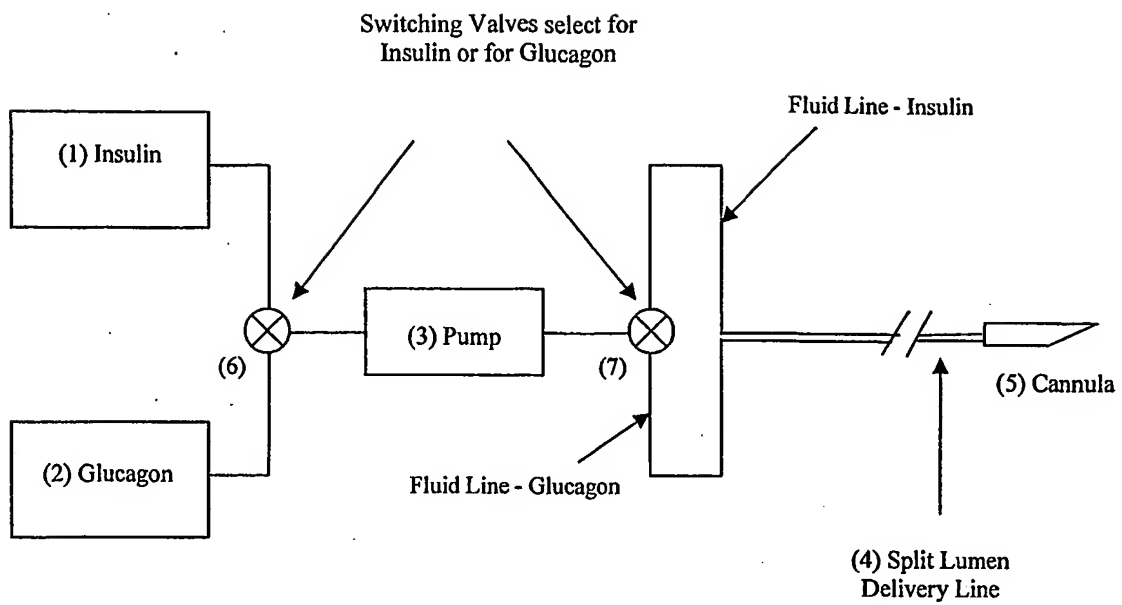 Switching Valves select for
Insulin or for Glucagon
Fluid Line - Insulin
(1) Insulin
(3) Pump
(6)
(7)
(5) Cannula
(2) Glucagon
Fluid Line - Glucagon
(4) Split Lumen
Delivery Line